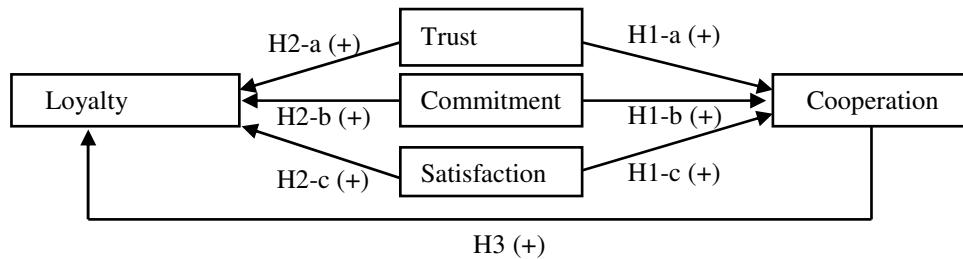 Trust
H2-a (+)
H1-a (+)
Loyalty
Commitment
Cooperation
H2-b (+)
H1-b (+)
Satisfaction
H2-c (+)
H1-c (+)
H3 (+)